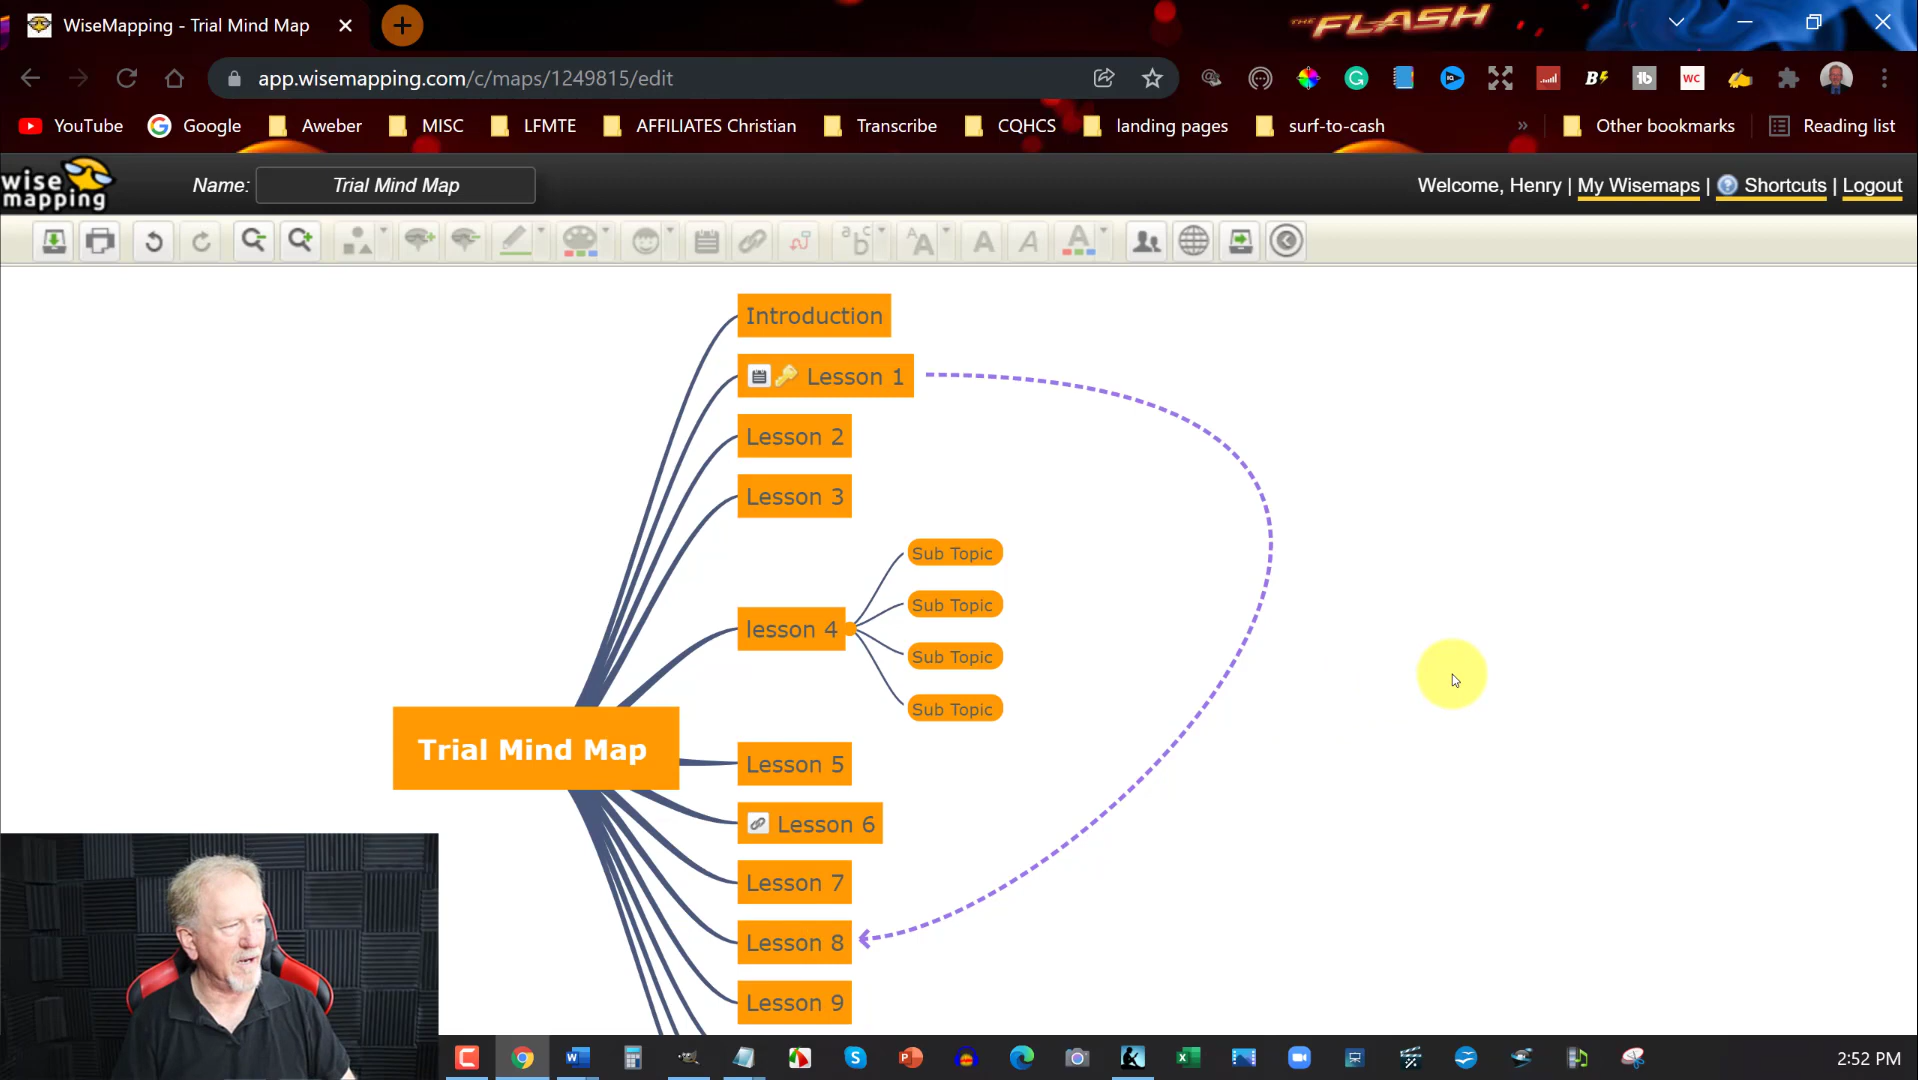 WiseMapping - Trial Mind Map
THE FLASH
app.wisemapping.com/c/maps/1249815/edit
YouTube Google Aweber MISC LFMTE AFFILIATES Christian Transcribe CQHCS landing pages surf-to-cash » Other bookmarks Reading list
wise mapping
Name: Trial Mind Map
Welcome, Henry | My Wisemaps | ? Shortcuts | Logout
Introduction
Lesson 1
Lesson 2
Lesson 3
Sub Topic
Sub Topic
lesson 4
Sub Topic
Sub Topic
Trial Mind Map
Lesson 5
Lesson 6
Lesson 7
Lesson 8
Lesson 9
2:52 PM